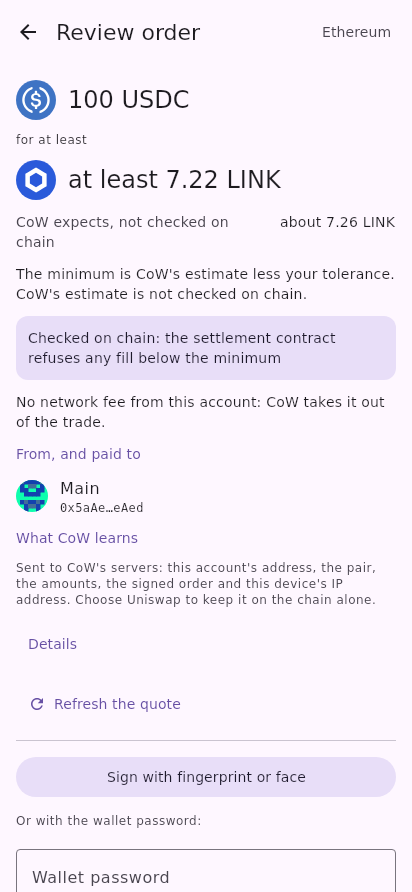 Review order
Ethereum
100 USDC
for at least
at least 7.22 LINK
CoW expects, not checked on
chain
about 7.26 LINK
The minimum is CoW's estimate less your tolerance.
CoW's estimate is not checked on chain.
Checked on chain: the settlement contract
refuses any fill below the minimum
No network fee from this account: CoW takes it out
of the trade.
From, and paid to
Main
0x5aAe…eAed
What CoW learns
Sent to CoW's servers: this account's address, the pair,
the amounts, the signed order and this device's IP
address. Choose Uniswap to keep it on the chain alone.
Details
Refresh the quote
Sign with fingerprint or face
Or with the wallet password:
Wallet password